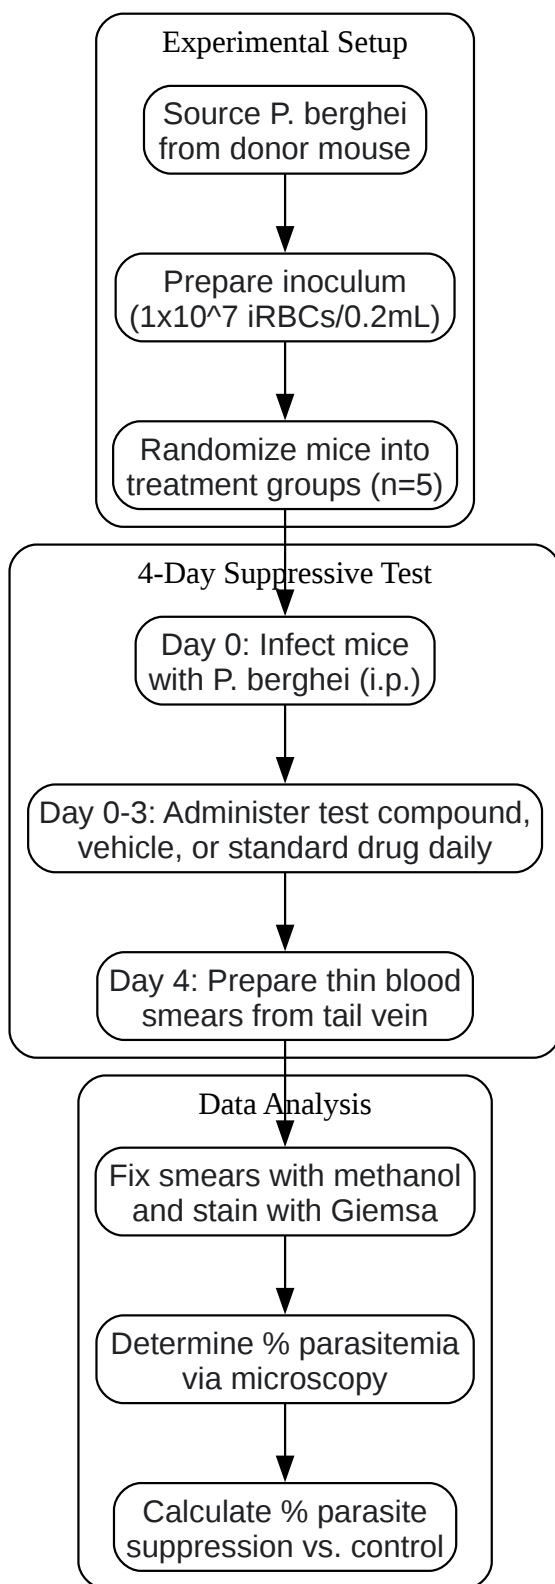 Experimental Setup
Source P. berghei
from donor mouse
Prepare inoculum
(1x10^7 iRBCs/0.2mL)
Randomize mice into
treatment groups (n=5)
4-Day Suppressive Test
Day 0: Infect mice
with P. berghei (i.p.)
Day 0-3: Administer test compound,
vehicle, or standard drug daily
Day 4: Prepare thin blood
smears from tail vein
Data Analysis
Fix smears with methanol
and stain with Giemsa
Determine % parasitemia
via microscopy
Calculate % parasite
suppression vs. control